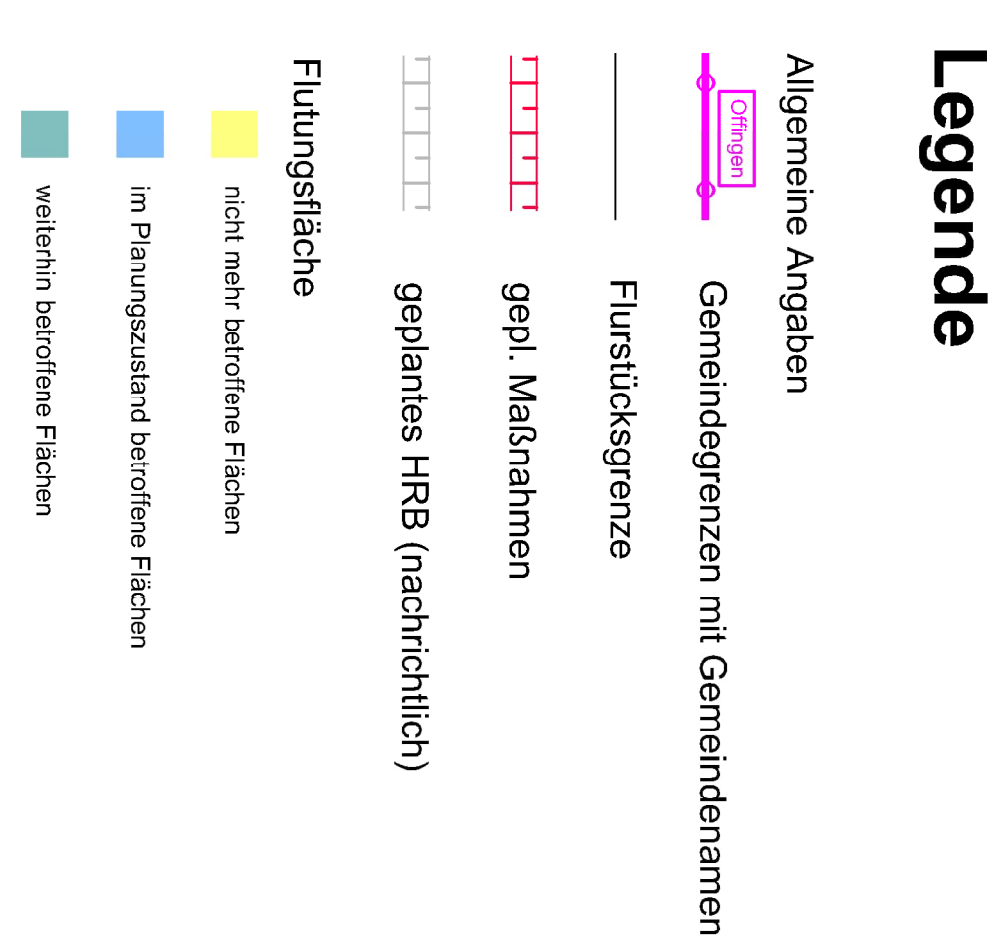 Legende
Allgemeine Angaben
Offingen
Gemeindegrenzen mit Gemeindenamen
Flurstücksgrenze
gepl. Maßnahmen
geplantes HRB (nachrichtlich)
Flutungsfläche
nicht mehr betroffene Flächen
im Planungszustand betroffene Flächen
weiterhin betroffene Flächen